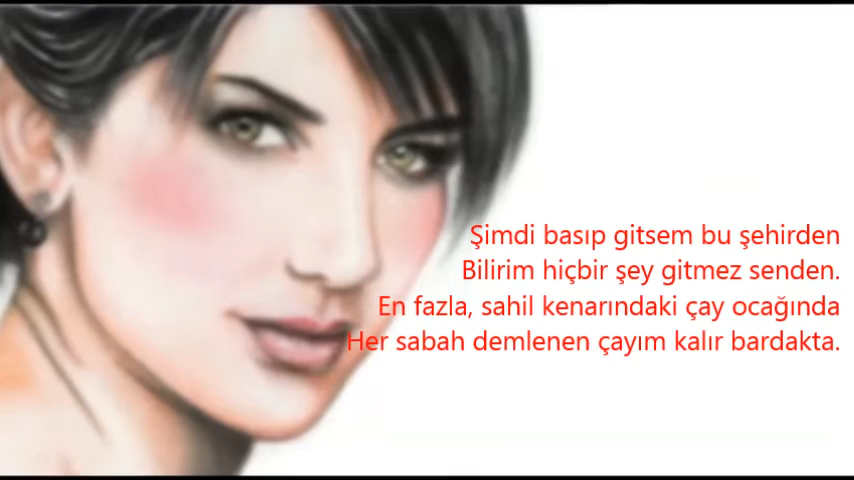 Şimdi basıp gitsem bu şehirden
Bilirim hiçbir şey gitmez senden.
En fazla, sahil kenarındaki çay ocağında
Her sabah demlenen çayım kalır bardakta.